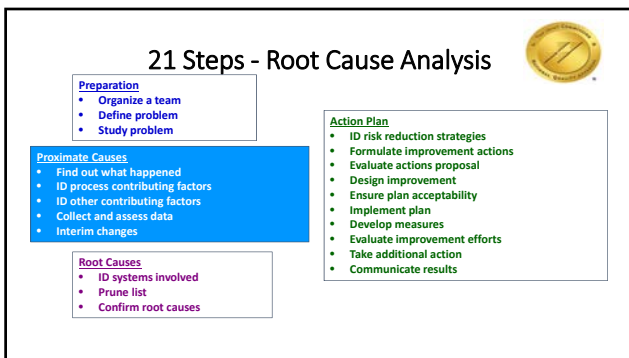 21 Steps - Root Cause Analysis
Preparation
• Organize a team
• Define problem
• Study problem
Proximate Causes
• Find out what happened
• ID process contributing factors
• ID other contributing factors
• Collect and assess data
• Interim changes
Root Causes
• ID systems involved
• Prune list
• Confirm root causes
Action Plan
• ID risk reduction strategies
• Formulate improvement actions
• Evaluate actions proposal
• Design improvement
• Ensure plan acceptability
• Implement plan
• Develop measures
• Evaluate improvement efforts
• Take additional action
• Communicate results